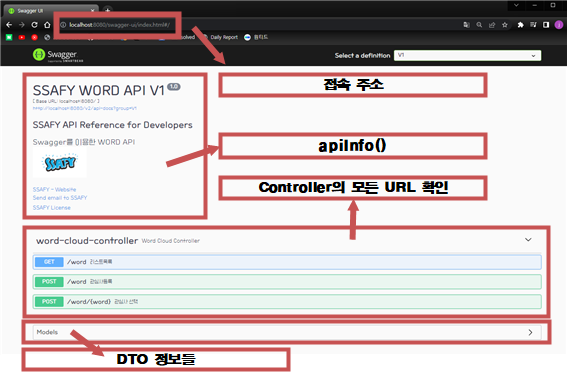 Swagger UI
localhost:8080/swagger-ui/index.html#/
Daily Report
원티드
Swagger
Select a definition
V1
접속 주소
SSAFY WORD API V1 1.0
[ Base URL: localhost:8080/ ]
http://localhost:8080/v2/api-docs?group=V1
SSAFY API Reference for Developers
Swagger를 이용한 WORD API
SSAFY
apiInfo()
SSAFY - Website
Send email to SSAFY
SSAFY License
Controller의 모든 URL 확인
word-cloud-controller Word Cloud Controller
GET /word 리스트목록
POST /word 관심사등록
POST /word/{word} 관심사 선택
Models
DTO 정보들